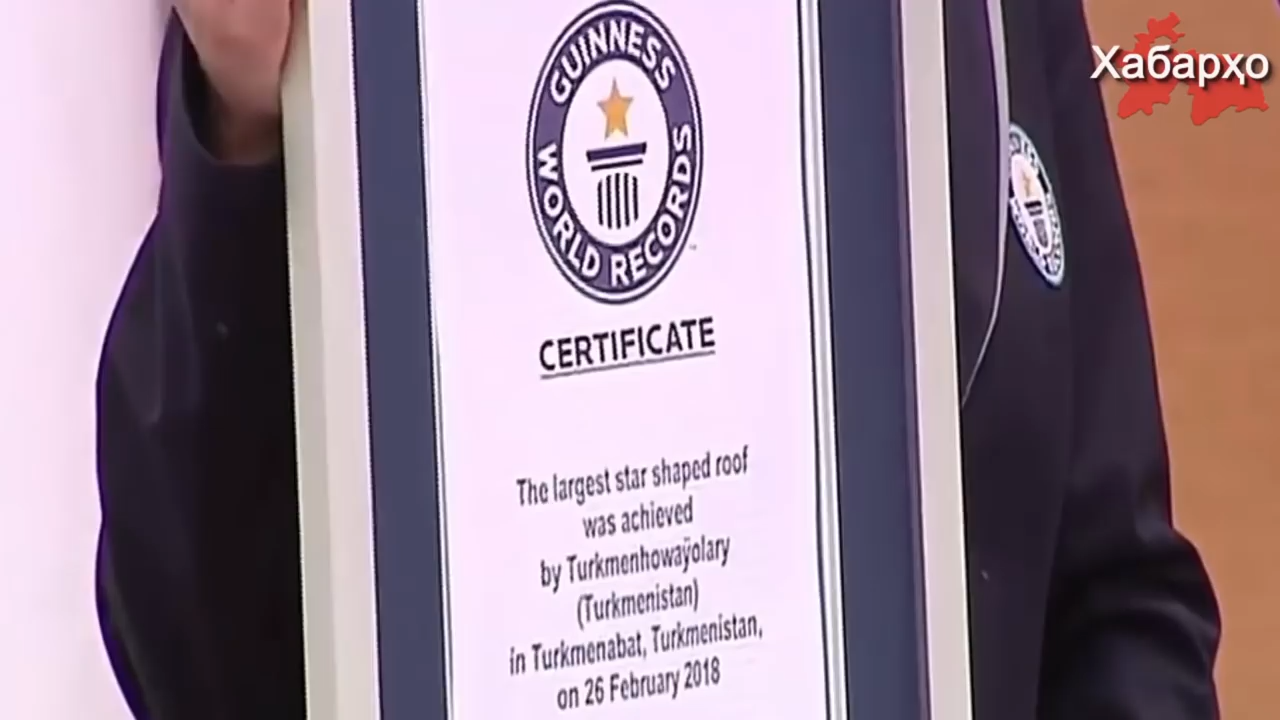 Хабарҳо
GUINNESS
WORLD RECORDS
CERTIFICATE
The largest star shaped roof
was achieved
by Turkmenhowaýolary
(Turkmenistan)
in Turkmenabat, Turkmenistan,
on 26 February 2018